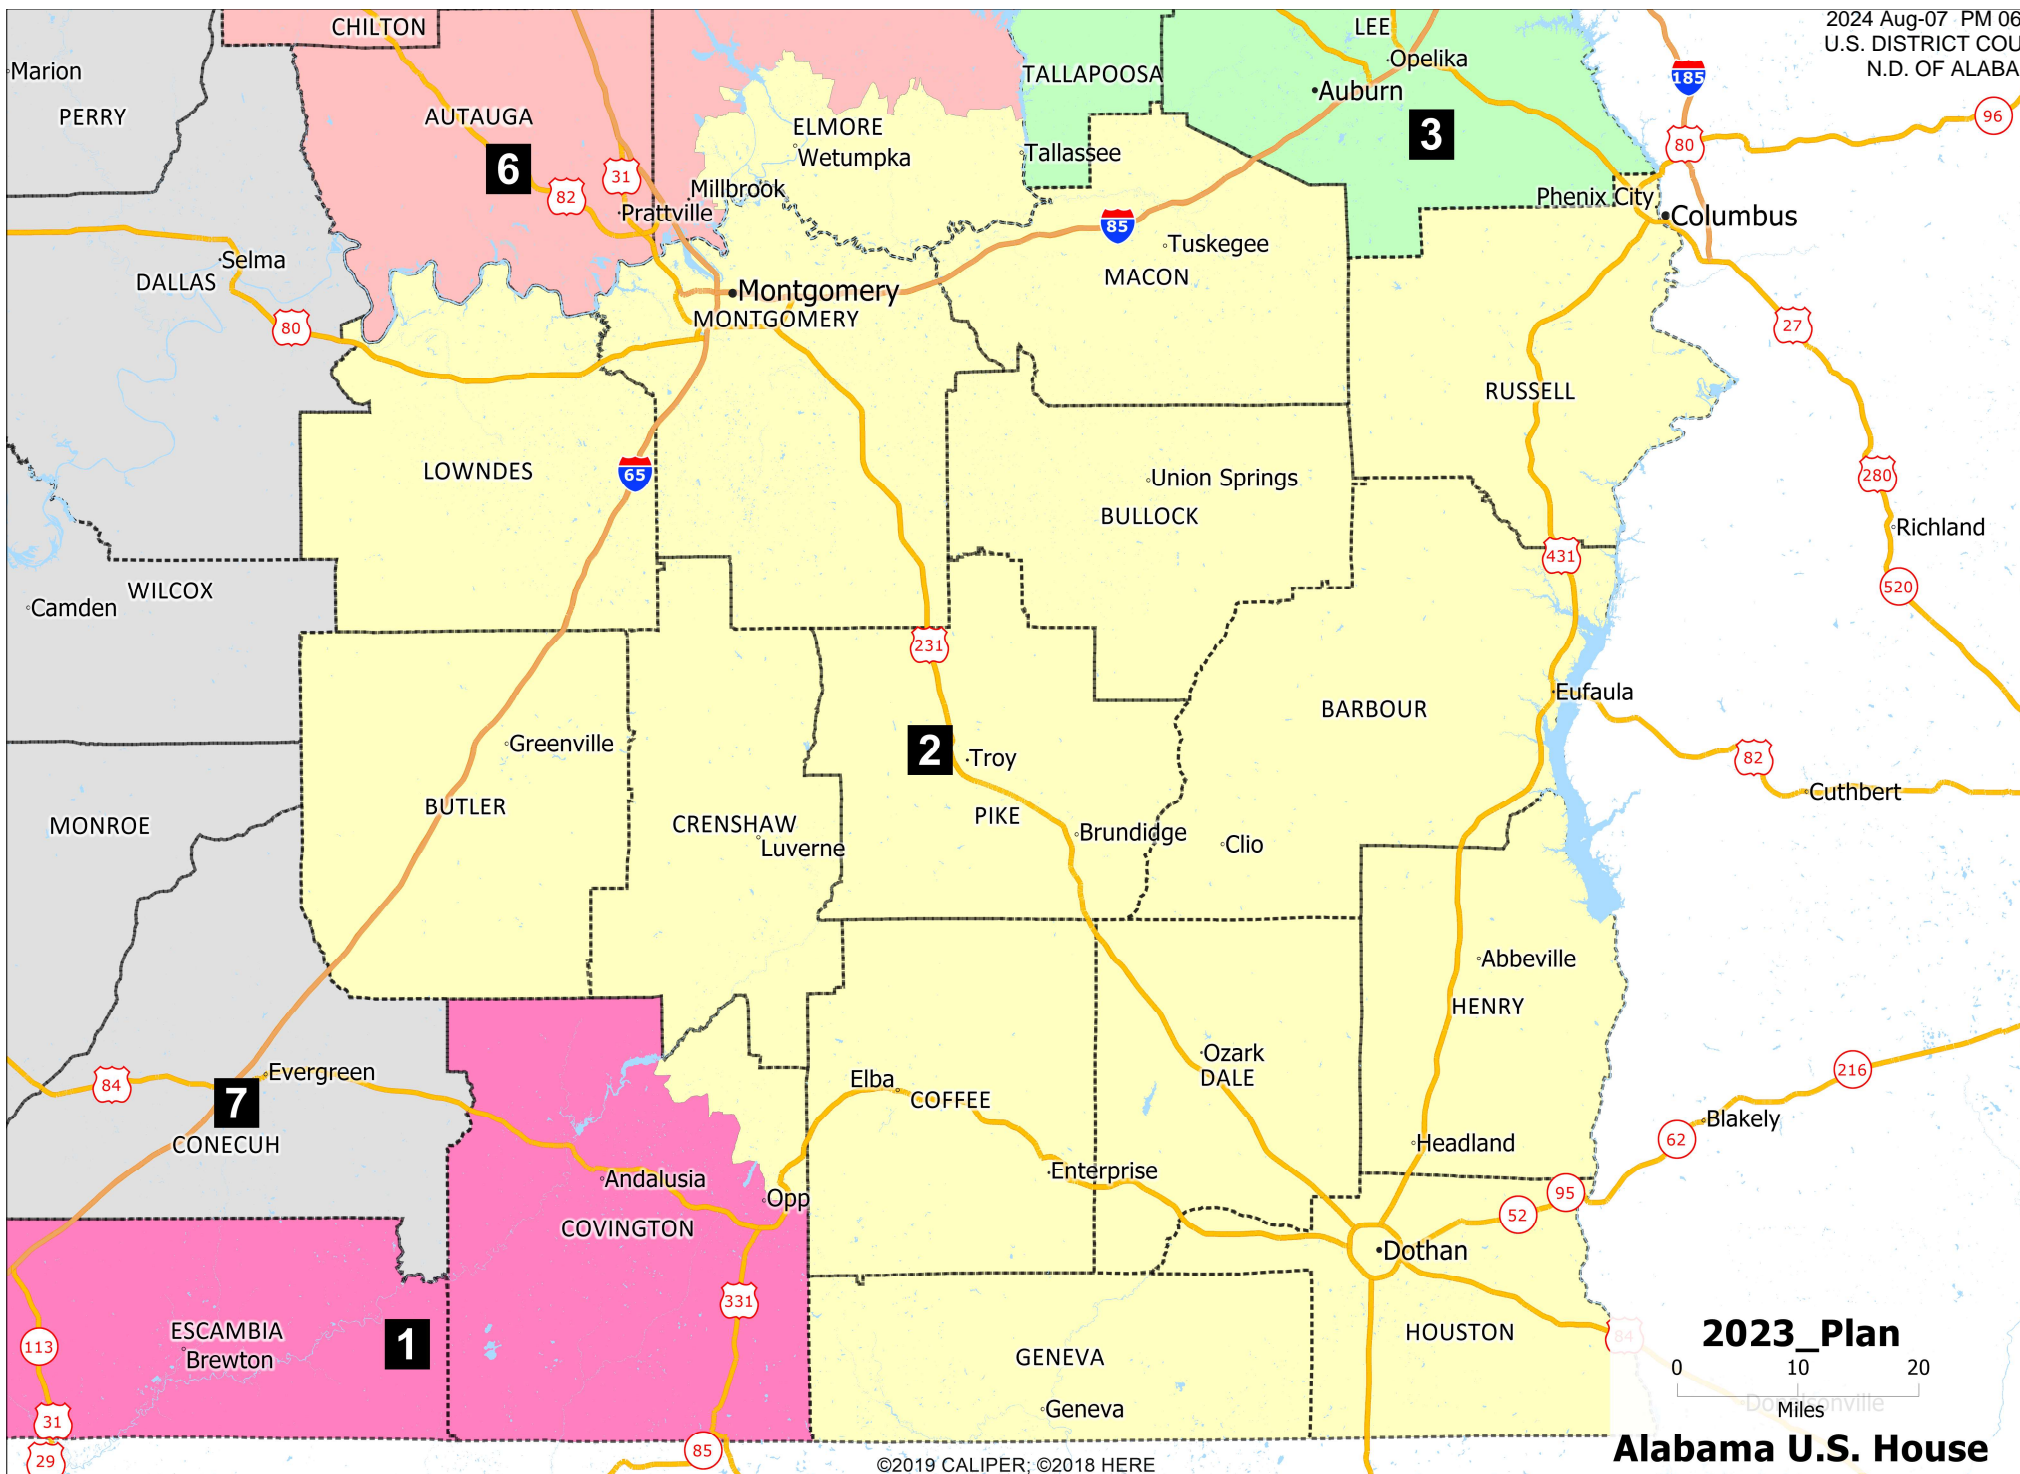 2024 Aug-07 PM 06
U.S. DISTRICT COU
N.D. OF ALABA
CHILTON
LEE
Marion
TALLAPOOSA
Opelika
185
PERRY
AUTAUGA
Auburn
96
ELMORE
3
80
Wetumpka
Tallassee
6
31
82
Millbrook
Prattville
Phenix City
Columbus
85
Tuskegee
Selma
DALLAS
MACON
Montgomery
MONTGOMERY
80
27
RUSSELL
LOWNDES
65
Union Springs
280
BULLOCK
Richland
431
WILCOX
520
Camden
231
Eufaula
BARBOUR
Greenville
2
Troy
82
Cuthbert
BUTLER
PIKE
MONROE
CRENSHAW
Brundidge
Luverne
Clio
Abbeville
HENRY
Ozark
DALE
Evergreen
Elba
216
84
COFFEE
7
Blakely
CONECUH
Headland
62
Andalusia
Enterprise
95
Opp
52
COVINGTON
Dothan
331
ESCAMBIA
1
HOUSTON
84
2023_Plan
113
Brewton
GENEVA
0 10 20
Donalsonville
Miles
Geneva
31
85
Alabama U.S. House
29
©2019 CALIPER; ©2018 HERE